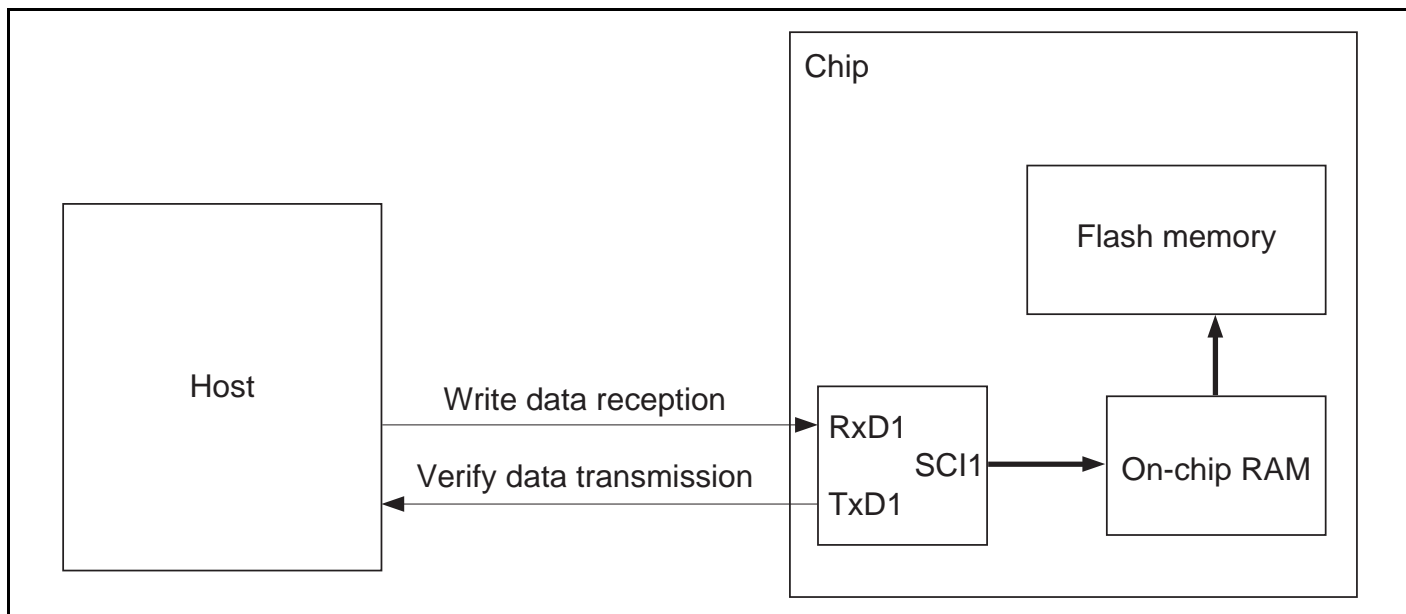 Chip
Flash memory
Host
Write data reception
RxD1
SCI1
On-chip RAM
Verify data transmission
TxD1